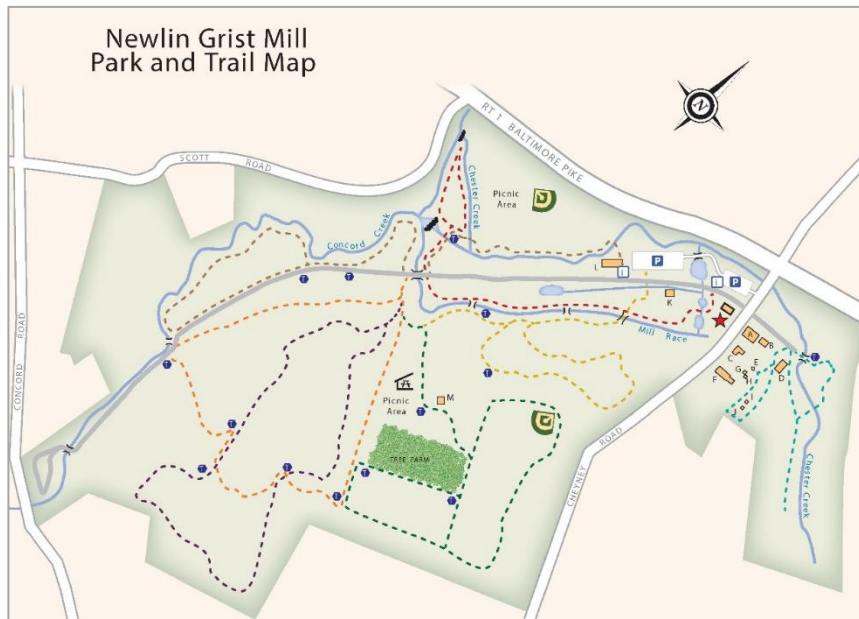 Newlin Grist Mill
Park and Trail Map
RT 1 BALTIMORE PIKE
N
SCOTT ROAD
Chester Creek
Picnic
Area
Concord Creek
P
L
i
i
P
K
CONCORD ROAD
T
T
T
T
Mill Race
A
B
C
E
T
G
H
D
F
I
J
T
T
Picnic
Area
M
T
T
CHEYNEY ROAD
TREE FARM
T
T
T
T
T
Chester Creek